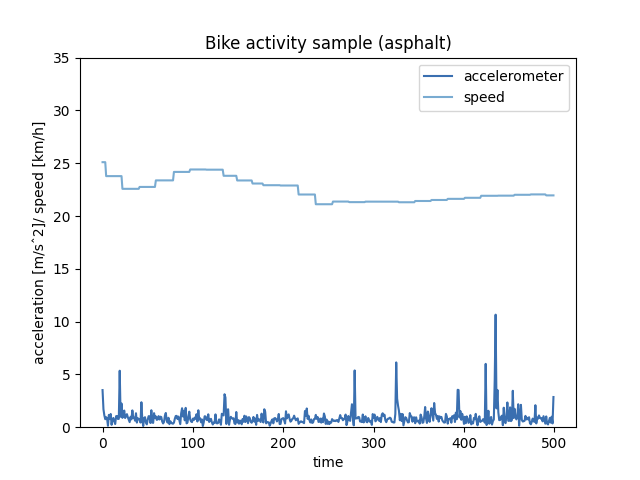 Bike activity sample (asphalt)
accelerometer
speed
acceleration [m/sˆ2]/ speed [km/h]
35
30
25
20
15
10
5
0
0 100 200 300 400 500
time